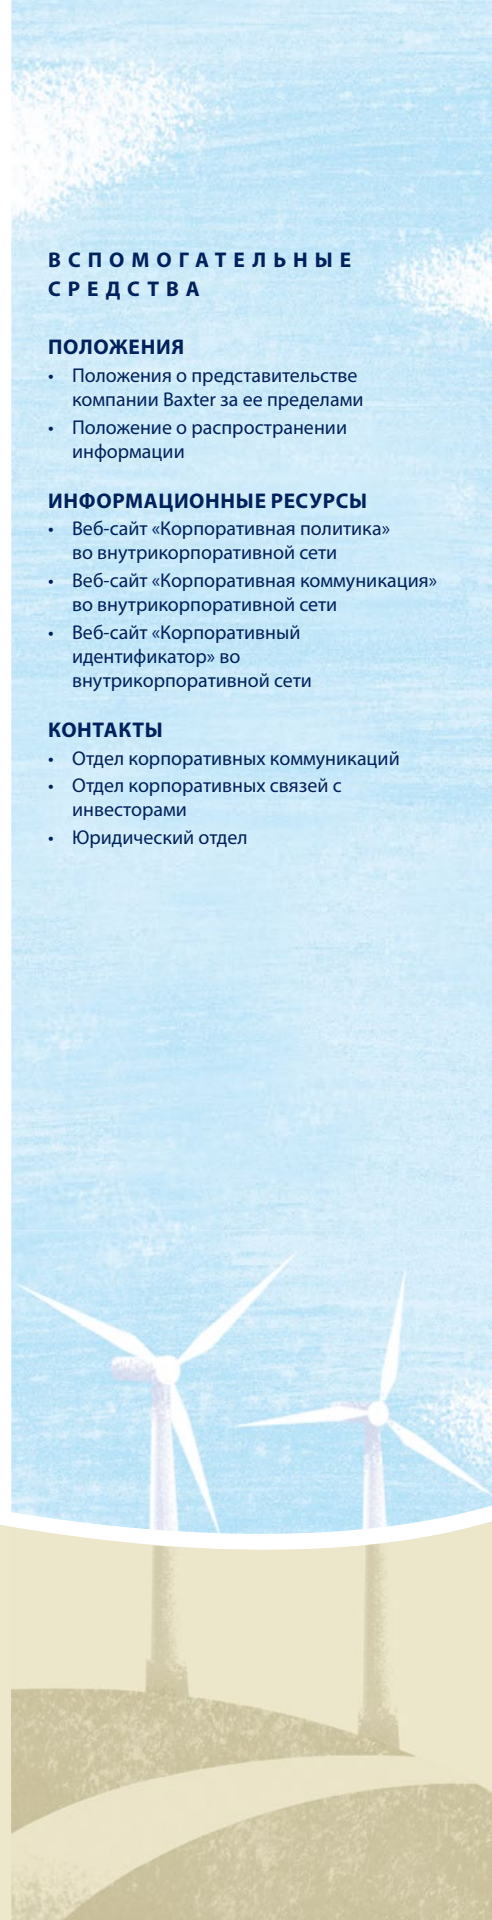 ВСПОМОГАТЕЛЬНЫЕ
СРЕДСТВА
ПОЛОЖЕНИЯ
• Положения о представительстве
компании Baxter за ее пределами
• Положение о распространении
информации
ИНФОРМАЦИОННЫЕ РЕСУРСЫ
• Веб-сайт «Корпоративная политика»
во внутрикорпоративной сети
• Веб-сайт «Корпоративная коммуникация»
во внутрикорпоративной сети
• Веб-сайт «Корпоративный
идентификатор» во
внутрикорпоративной сети
КОНТАКТЫ
• Отдел корпоративных коммуникаций
• Отдел корпоративных связей с
инвесторами
• Юридический отдел